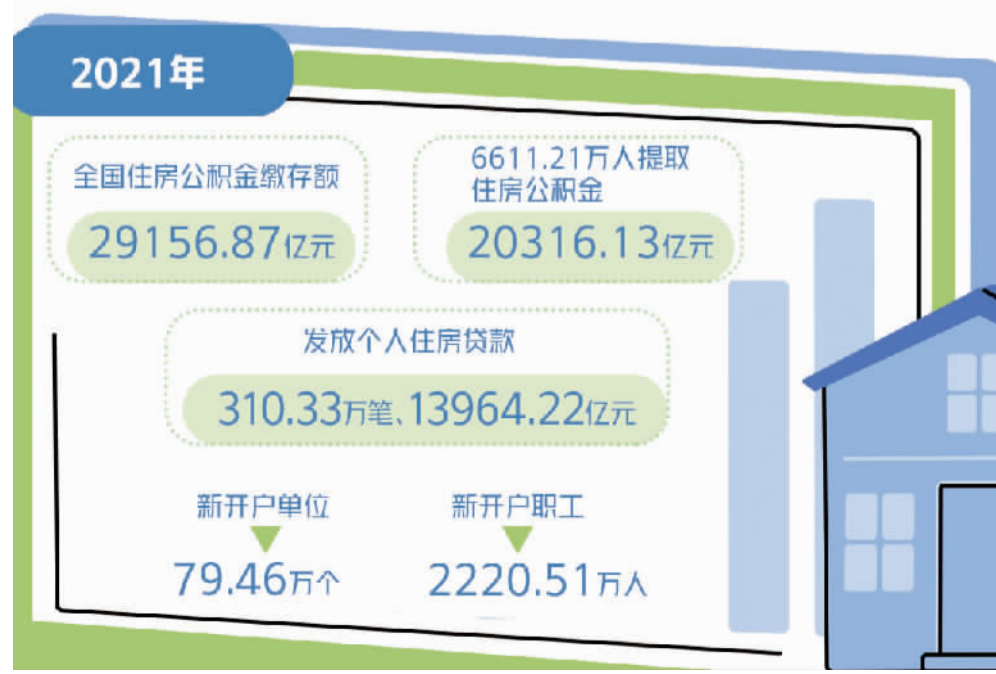 2021年
全国住房公积金缴存额
29156.87亿元
6611.21万人提取
住房公积金
20316.13亿元
发放个人住房贷款
310.33万笔、13964.22亿元
新开户单位
79.46万个
新开户职工
2220.51万人